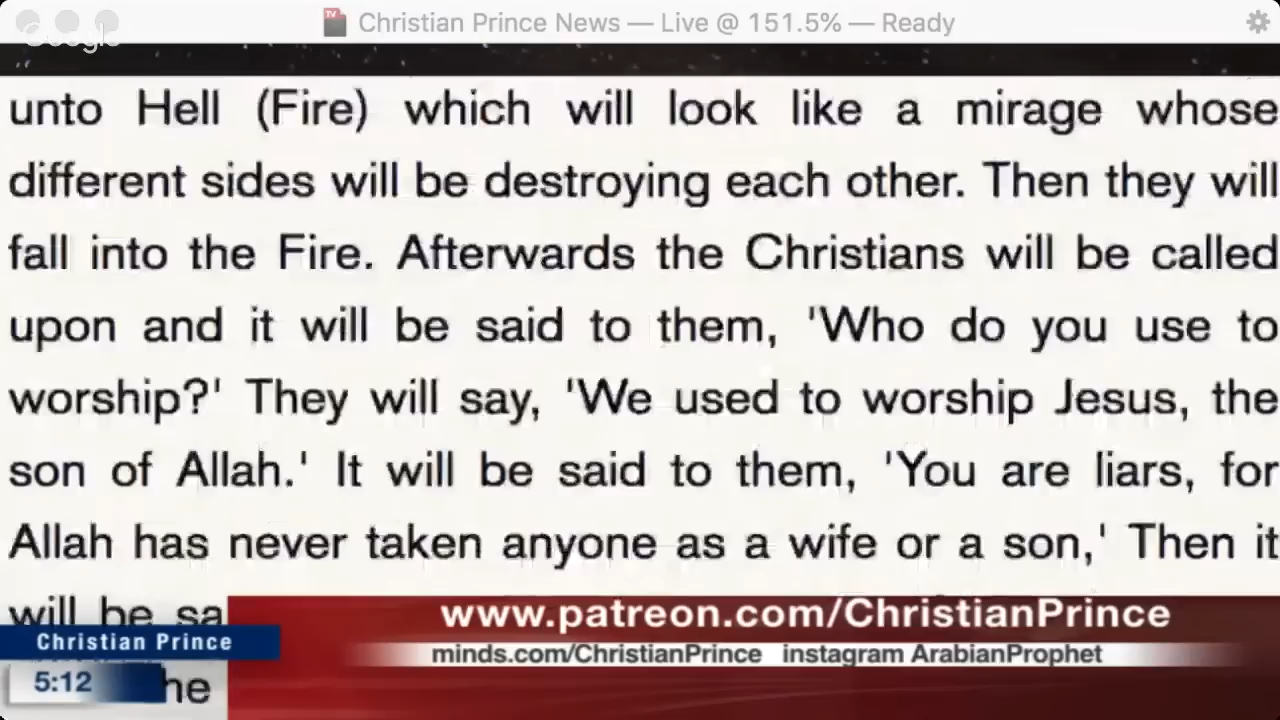 Christian Prince News — Live @ 151.5% — Ready
Google
unto Hell (Fire) which will look like a mirage whose
different sides will be destroying each other. Then they will
fall into the Fire. Afterwards the Christians will be called
upon and it will be said to them, 'Who do you use to
worship?' They will say, 'We used to worship Jesus, the
son of Allah.' It will be said to them, 'You are liars, for
Allah has never taken anyone as a wife or a son,' Then it
will be sa
www.patreon.com/ChristianPrince
Christian Prince
minds.com/ChristianPrince instagram ArabianProphet
5:12
he